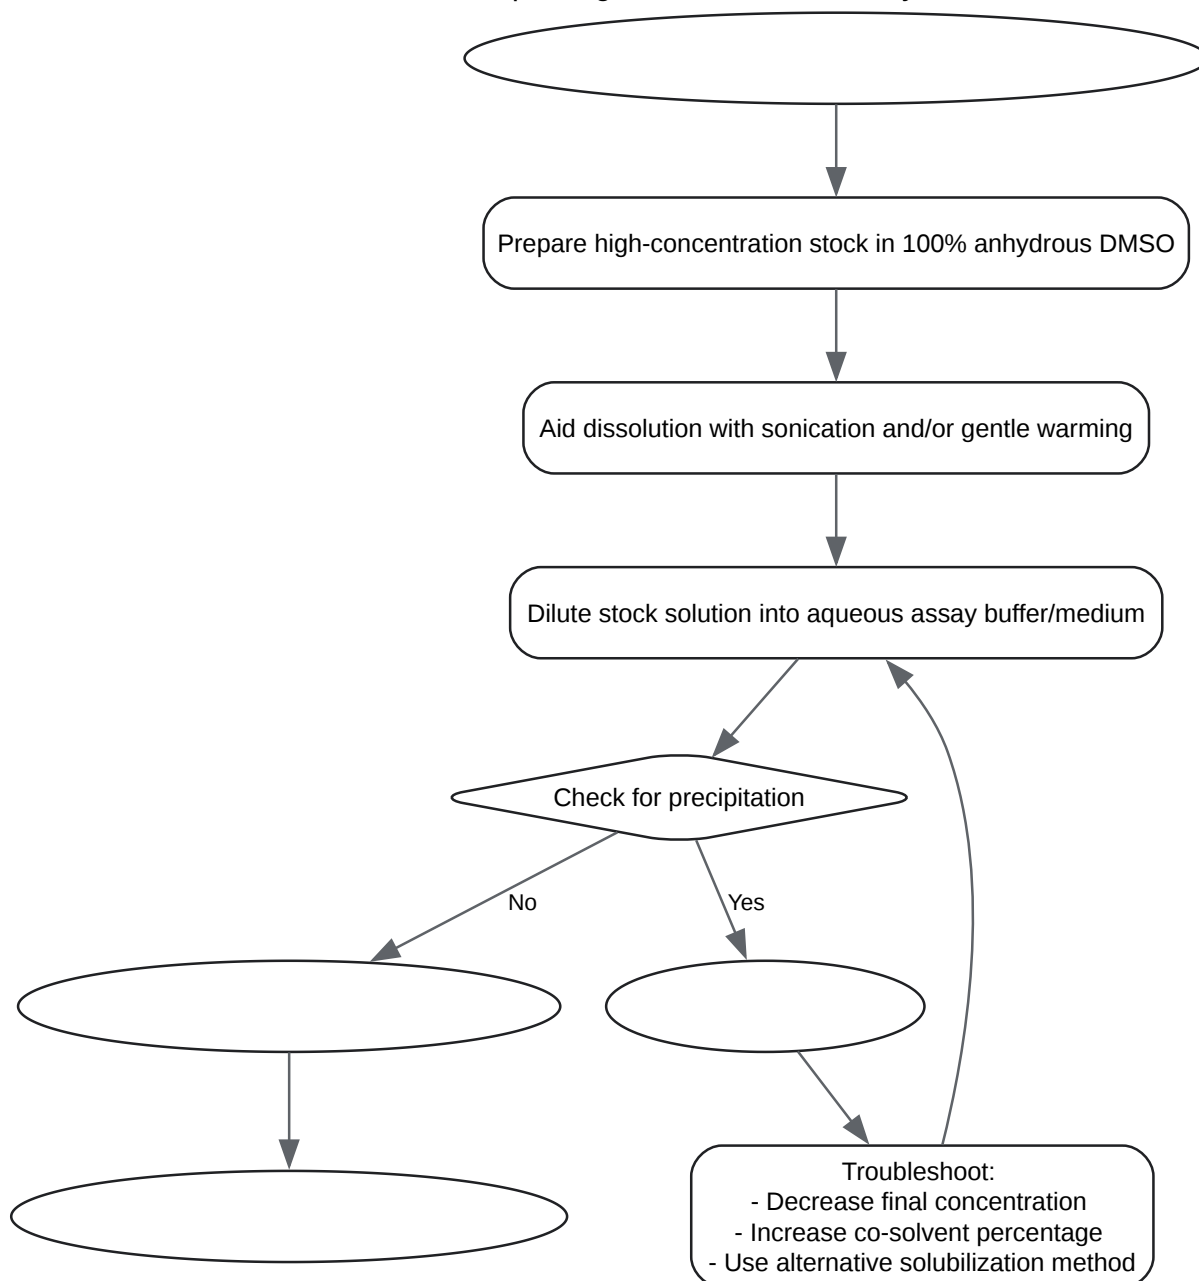 Prepare high-concentration stock in 100% anhydrous DMSO
Aid dissolution with sonication and/or gentle warming
Dilute stock solution into aqueous assay buffer/medium
Check for precipitation
No
Yes
Troubleshoot:
- Decrease final concentration
- Increase co-solvent percentage
- Use alternative solubilization method